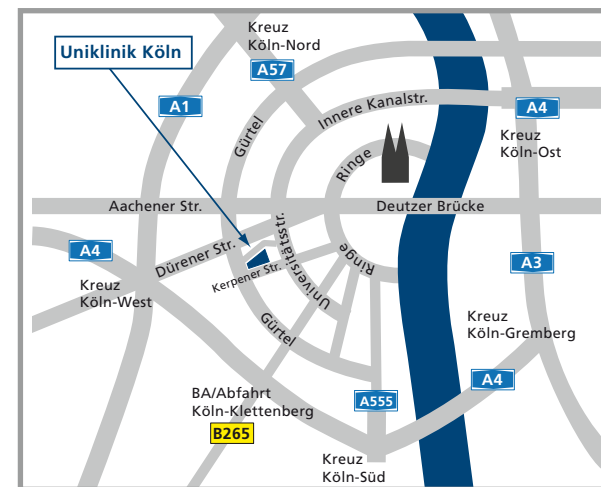 Kreuz
Köln-Nord
Uniklinik Köln
A57
A1
Innere Kanalstr.
A4
Gürtel
Kreuz
Köln-Ost
Ringe
Aachener Str.
Deutzer Brücke
Universitätsstr.
Dürener Str.
A4
Ringe
A3
Kerpener Str.
Kreuz
Köln-West
Gürtel
Kreuz
Köln-Gremberg
A4
BA/Abfahrt
Köln-Klettenberg
A555
B265
Kreuz
Köln-Süd